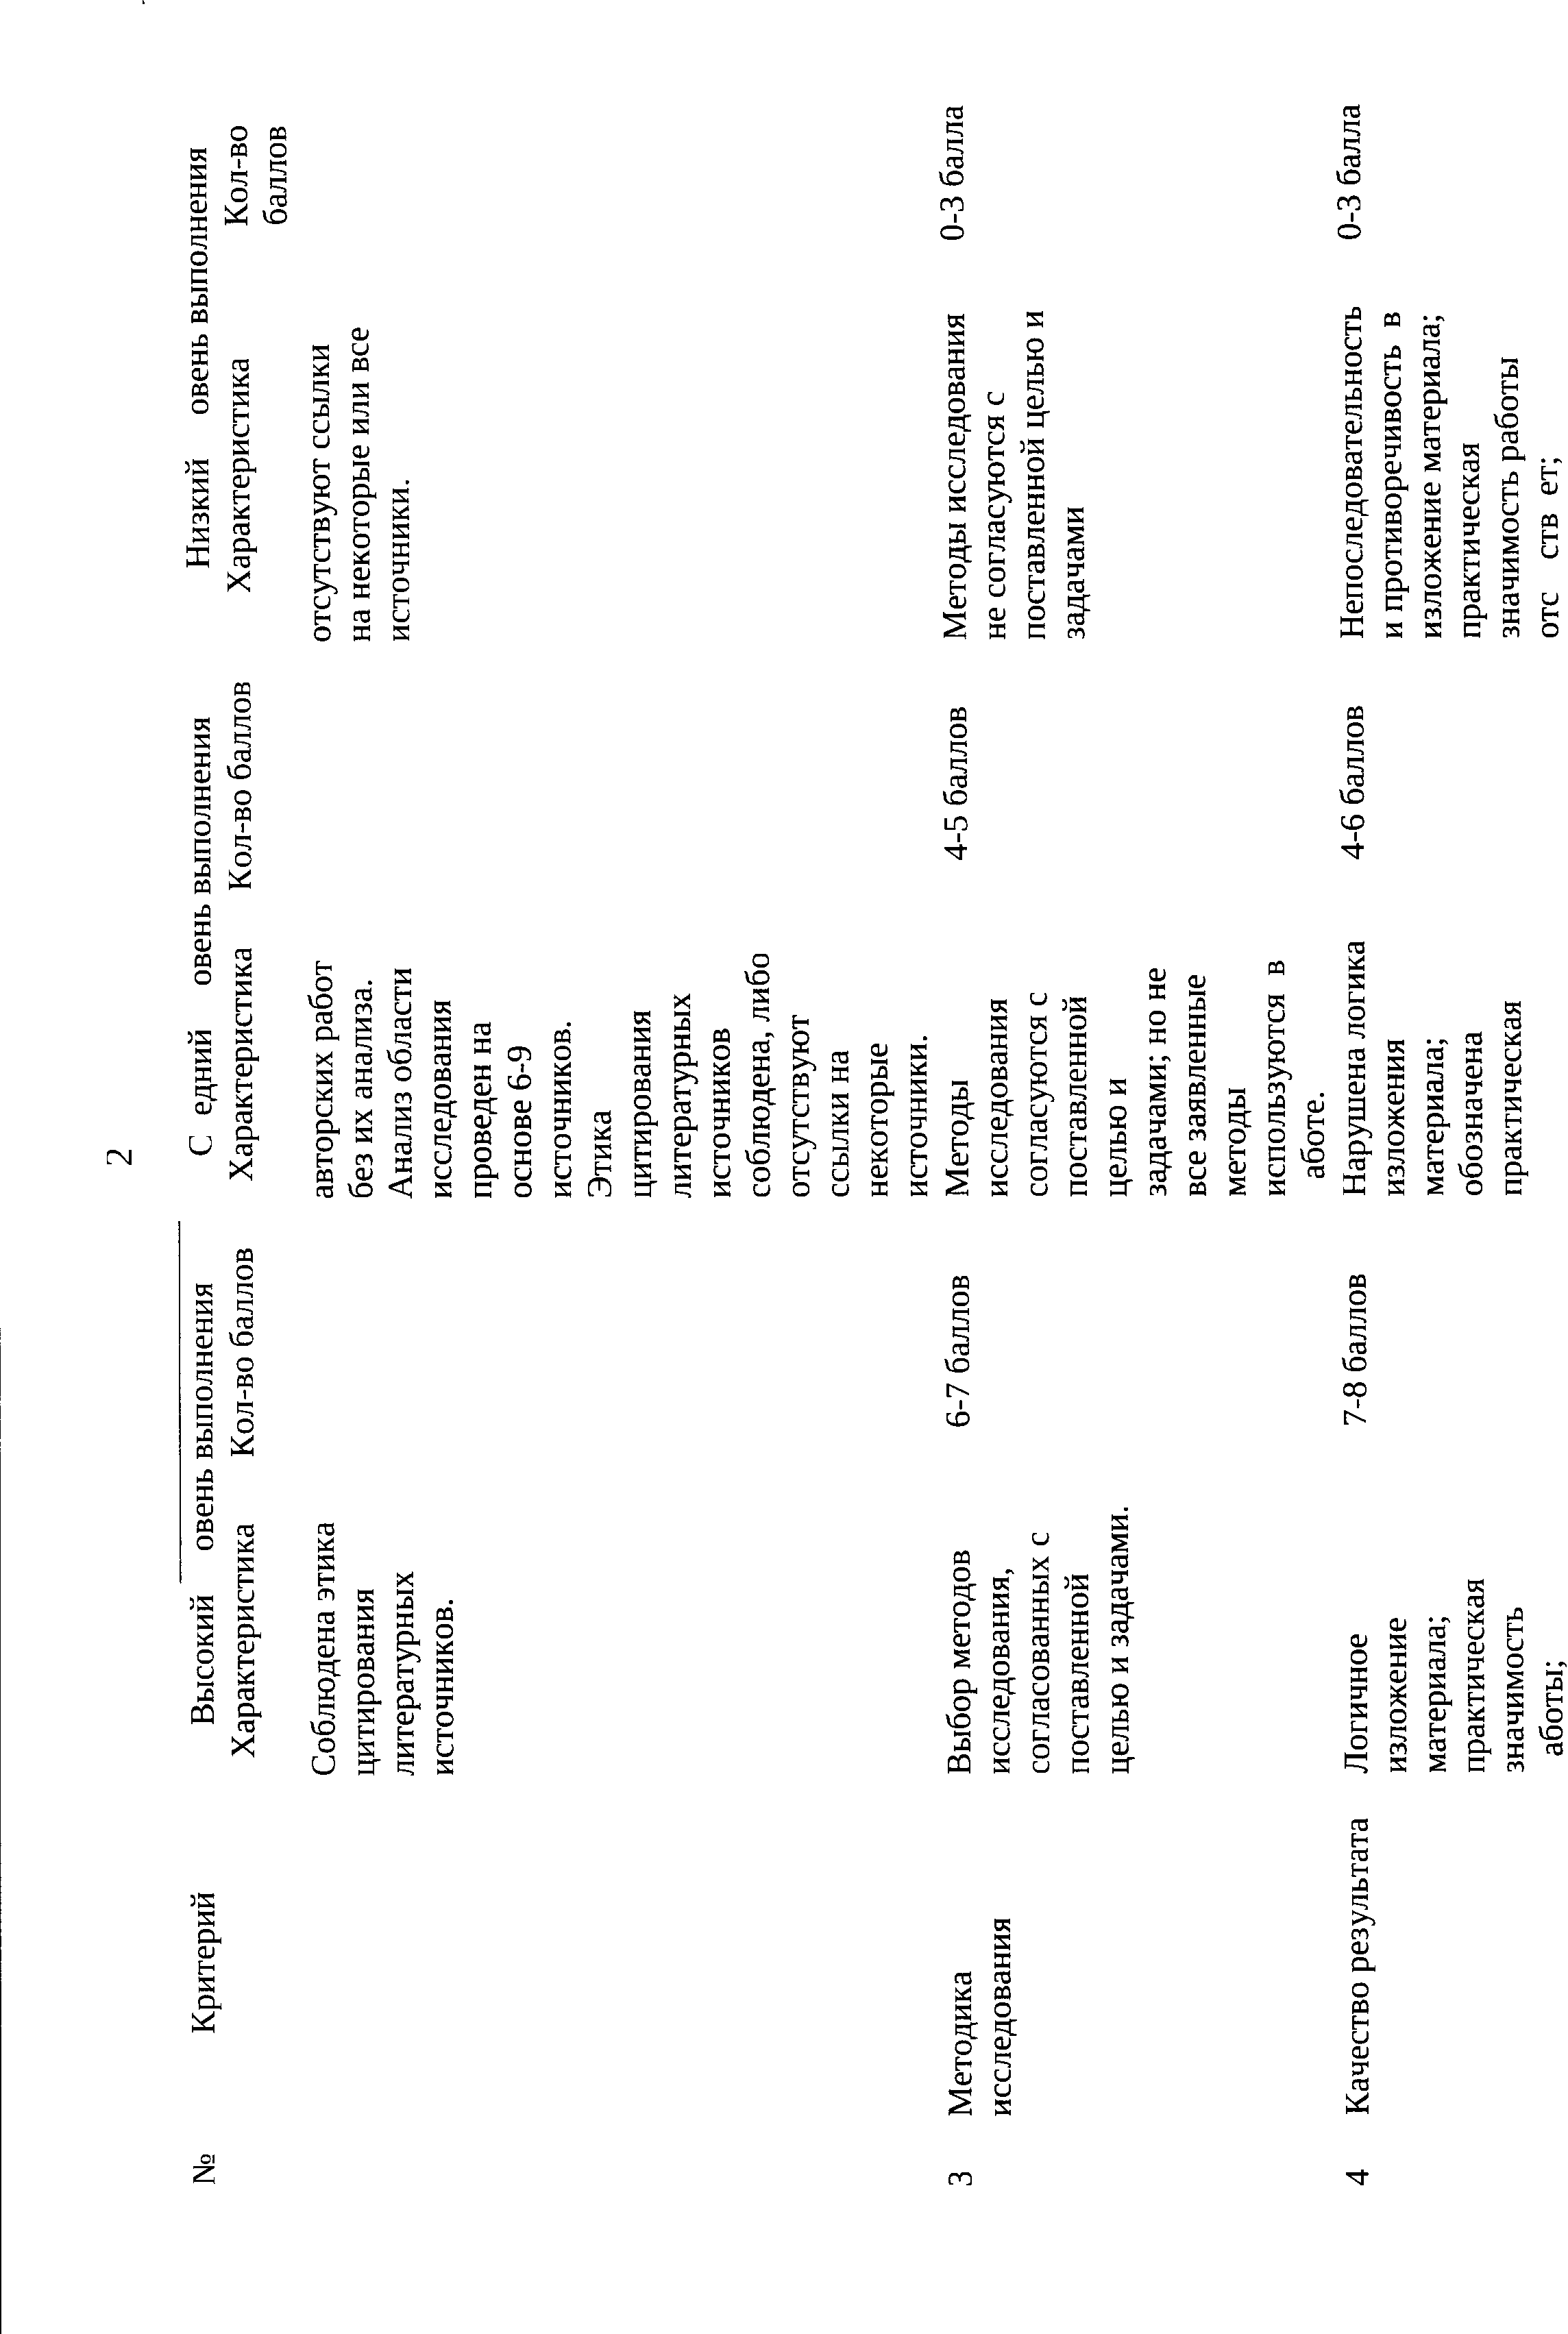 2
№ Критерий Высокий овень выполнения С едний овень выполнения Низкий овень выполнения
Характеристика Кол-во баллов Характеристика Кол-во баллов Характеристика Кол-во
баллов
Соблюдена этика авторских работ отсутствуют ссылки
цитирования без их анализа. на некоторые или все
литературных Анализ области источники.
источников. исследования
проведен на
основе 6-9
источников.
Этика
цитирования
литературных
источников
соблюдена, либо
отсутствуют
ссылки на
некоторые
источники.
3 Методика Выбор методов 6-7 баллов Методы 4-5 баллов Методы исследования 0-3 балла
исследования исследования, исследования не согласуются с
согласованных с согласуются с поставленной целью и
поставленной поставленной задачами
целью и задачами. целью и
задачами; но не
все заявленные
методы
используются в
аботе.
4 Качество результата Логичное 7-8 баллов Нарушена логика 4-6 баллов Непоследовательность 0-3 балла
изложение изложения и противоречивость в
материала; материала; изложение материала;
практическая обозначена практическая
значимость практическая значимость работы
аботы; отс ств ет;